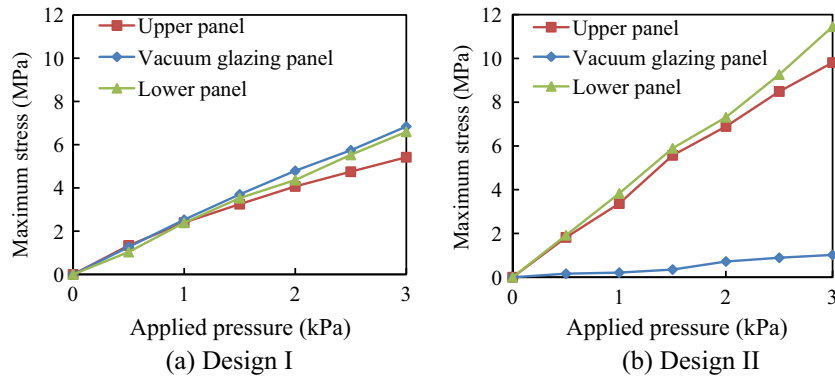 12
10
8
6
4
2
0
Maximum stress (MPa)
Upper panel
Vacuum glazing panel
Lower panel
0 1 2 3
Applied pressure (kPa)
(a) Design I
12
10
8
6
4
2
0
Maximum stress (MPa)
Upper panel
Vacuum glazing panel
Lower panel
0 1 2 3
Applied pressure (kPa)
(b) Design II